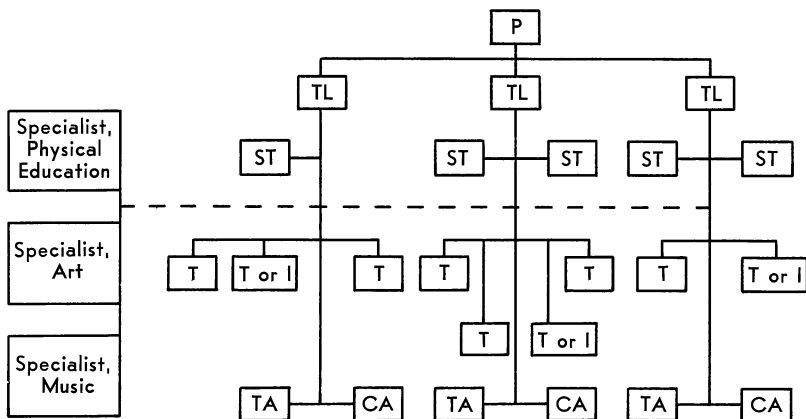 P
TL TL TL
Specialist,
Physical
Education
ST ST ST ST ST
Specialist,
Art
T T or I T T T T T or I
T T or I
Specialist,
Music
TA CA TA CA TA CA